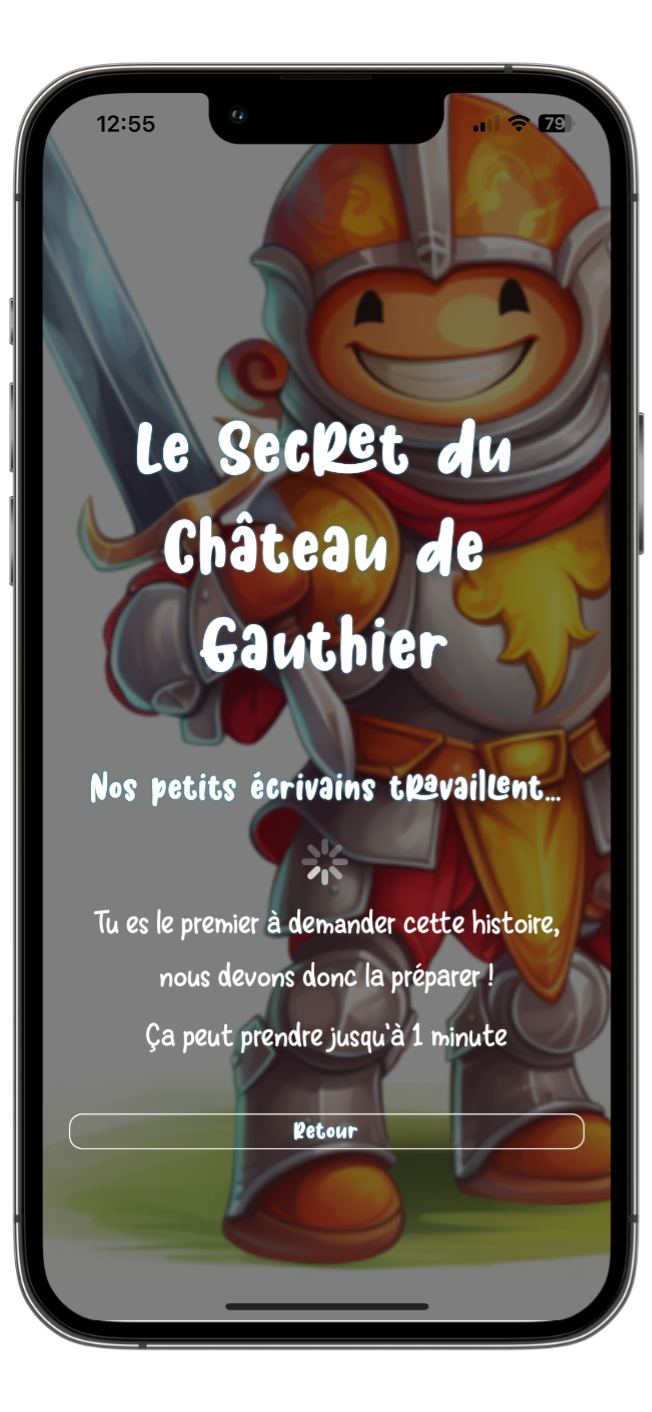 12:55
79
Le Secret du
Château de
Gauthier
Nos petits écrivains travaillent...
Tu es le premier à demander cette histoire,
nous devons donc la préparer !
Ça peut prendre jusqu'à 1 minute
Retour